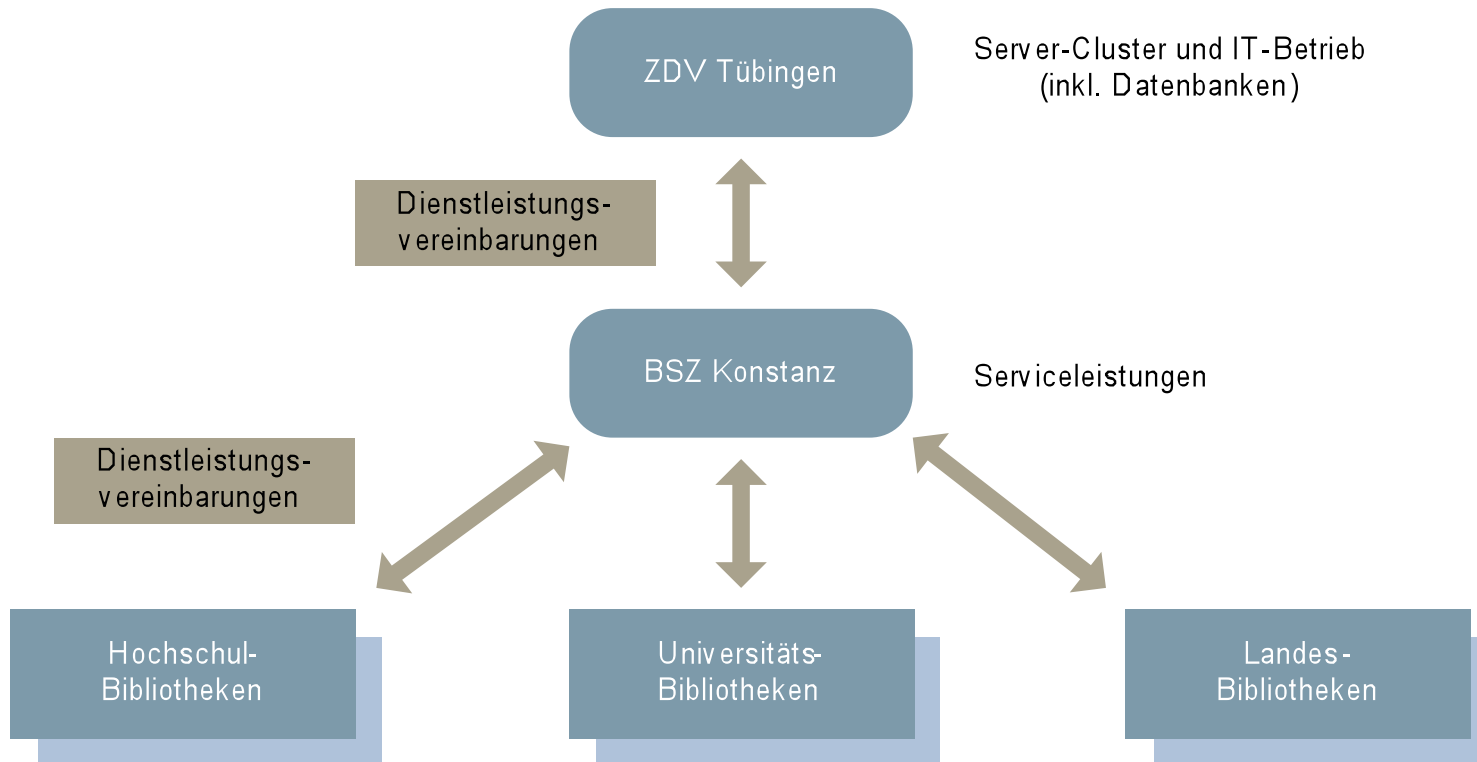 ZDV Tübingen
Server-Cluster und IT-Betrieb
(inkl. Datenbanken)
Dienstleistungs-
vereinbarungen
BSZ Konstanz
Serviceleistungen
Dienstleistungs-
vereinbarungen
Hochschul-
Bibliotheken
Universitäts-
Bibliotheken
Landes-
Bibliotheken